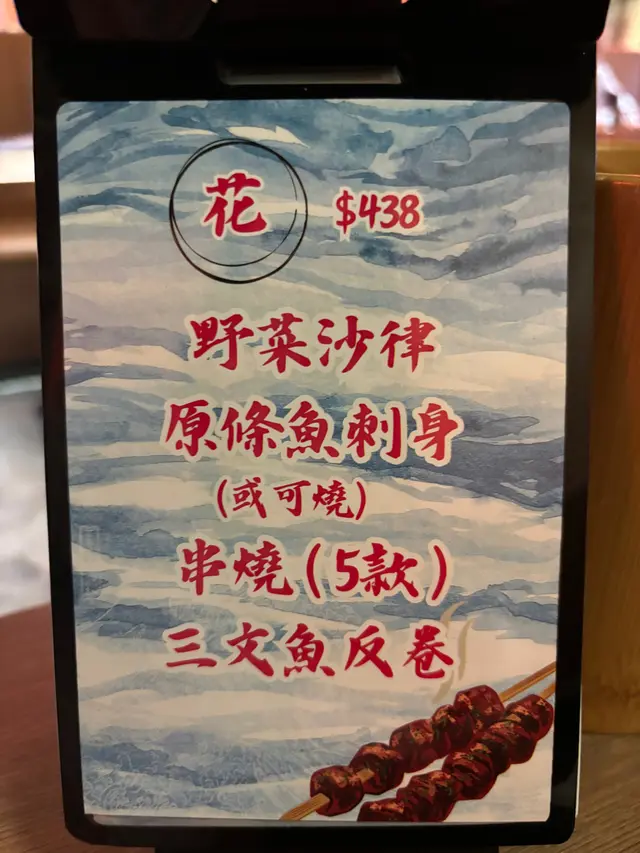 花 $438
野菜沙律
原條魚刺身
(或可燒)
串燒(5款)
三文魚反卷